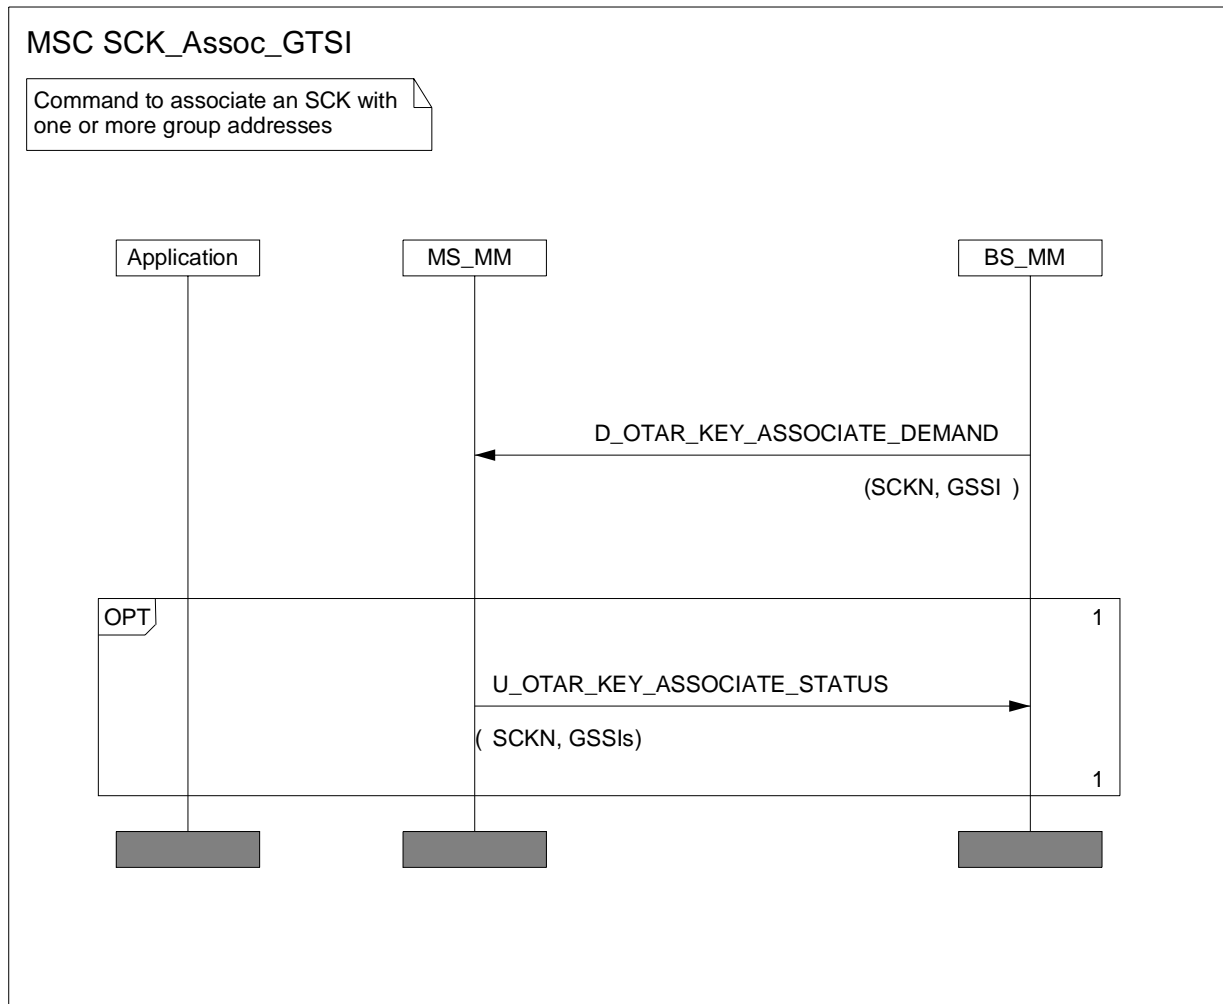 MSC SCK_Assoc_GTSI
Command to associate an SCK with
one or more group addresses
Application
MS_MM
BS_MM
D_OTAR_KEY_ASSOCIATE_DEMAND
(SCKN, GSSI )
OPT
1
U_OTAR_KEY_ASSOCIATE_STATUS
( SCKN, GSSIs)
1